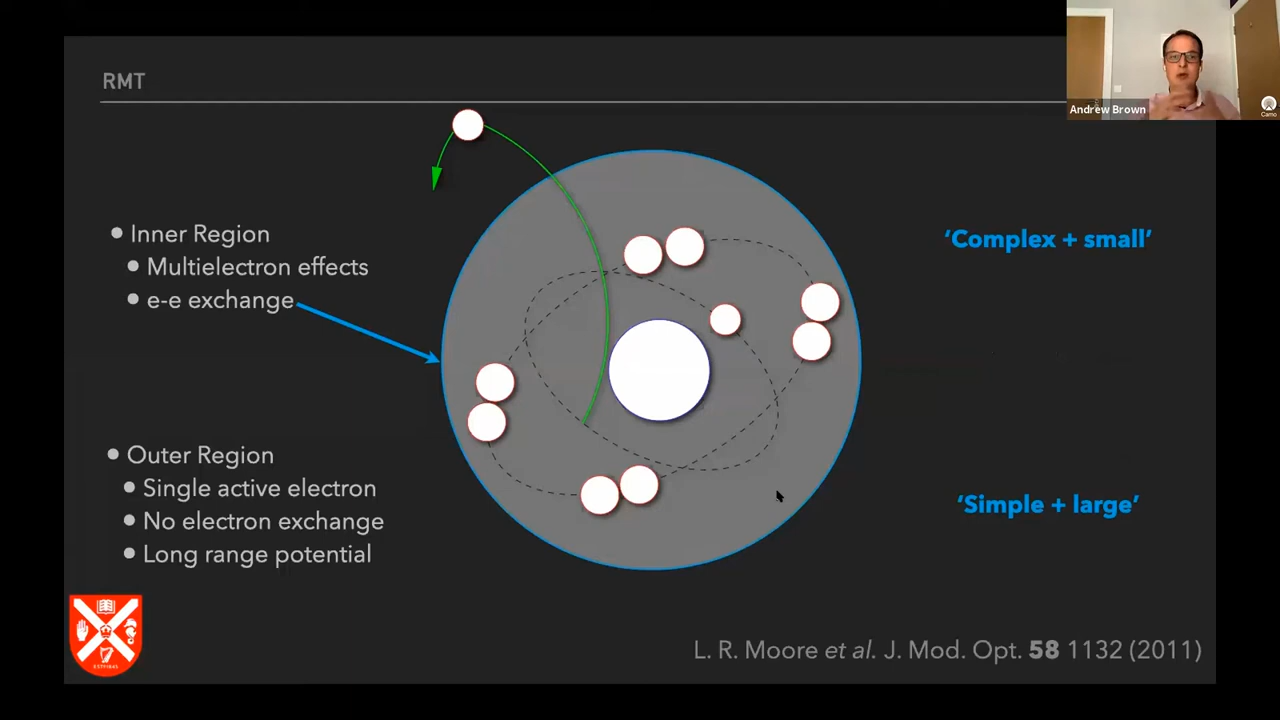 RMT
Andrew Brown
Camo
Inner Region
Multielectron effects
e-e exchange
'Complex + small'
Outer Region
Single active electron
No electron exchange
Long range potential
'Simple + large'
L. R. Moore et al. J. Mod. Opt. 58 1132 (2011)